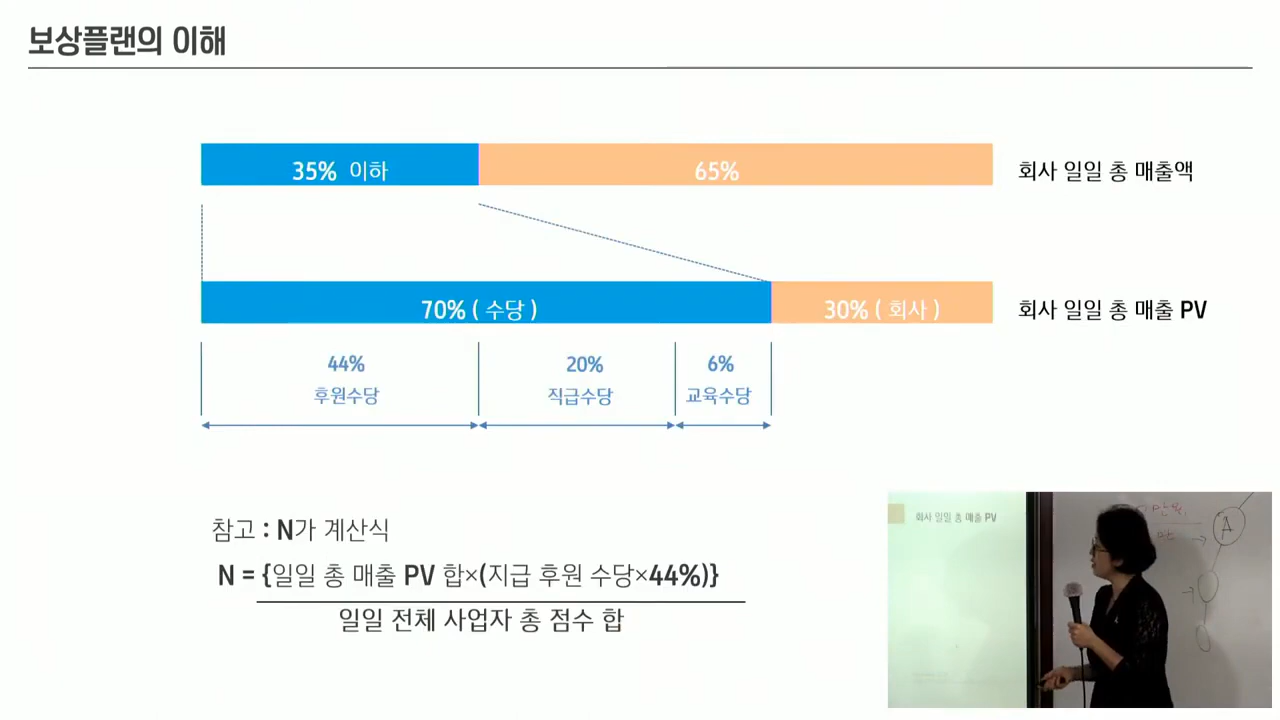 보상플랜의 이해
35% 이하
65%
회사 일일 총 매출액
70% ( 수당 )
30% ( 회사 )
회사 일일 총 매출 PV
44%
20%
6%
후원수당
직급수당
교육수당
참고 : N가 계산식
N = {일일 총 매출 PV 합×(지급 후원 수당×44%)}
일일 전체 사업자 총 점수 합
회사 일일 총 매출 PV
A